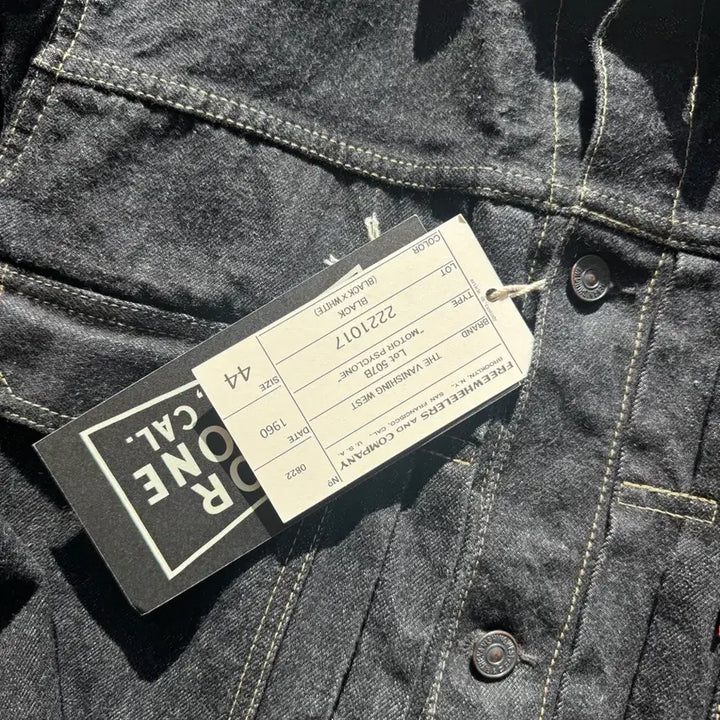 FREEWHEELERS AND COMPANY
BROOKLYN, N.Y., SAN FRANCISCO, CAL., U. S. A.
BRAND
THE VANISHING WEST
Nº
0822
TYPE
Lot 507B
"MOTOR PSYCLONE"
DATE
1960
LOT
2221017
SIZE
44
COLOR
BLACK
(BLACK×WHITE)
R
ONE
CAL.